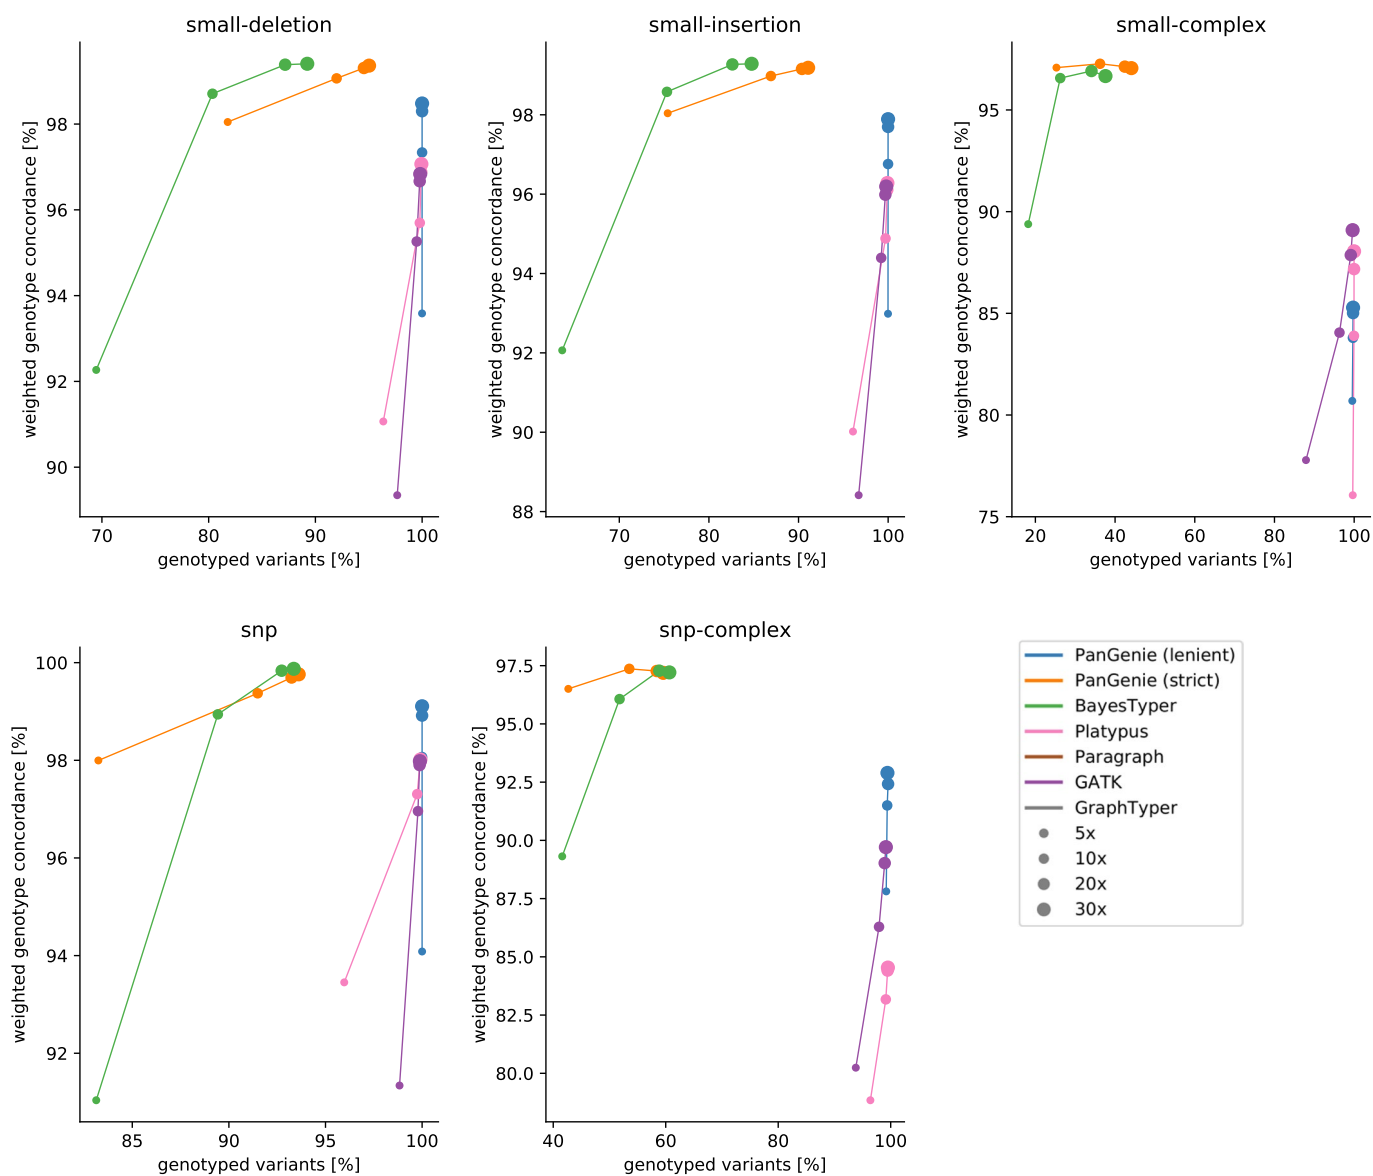 small-deletion
small-insertion
small-complex
weighted genotype concordance [%]
98
96
94
92
90
70
80
90
100
genotyped variants [%]
weighted genotype concordance [%]
98
96
94
92
90
88
70
80
90
100
genotyped variants [%]
weighted genotype concordance [%]
95
90
85
80
75
20
40
60
80
100
genotyped variants [%]
snp
snp-complex
weighted genotype concordance [%]
100
98
96
94
92
85
90
95
100
genotyped variants [%]
weighted genotype concordance [%]
97.5
95.0
92.5
90.0
87.5
85.0
82.5
80.0
40
60
80
100
genotyped variants [%]
PanGenie (lenient)
PanGenie (strict)
BayesTyper
Platypus
Paragraph
GATK
GraphTyper
5x
10x
20x
30x